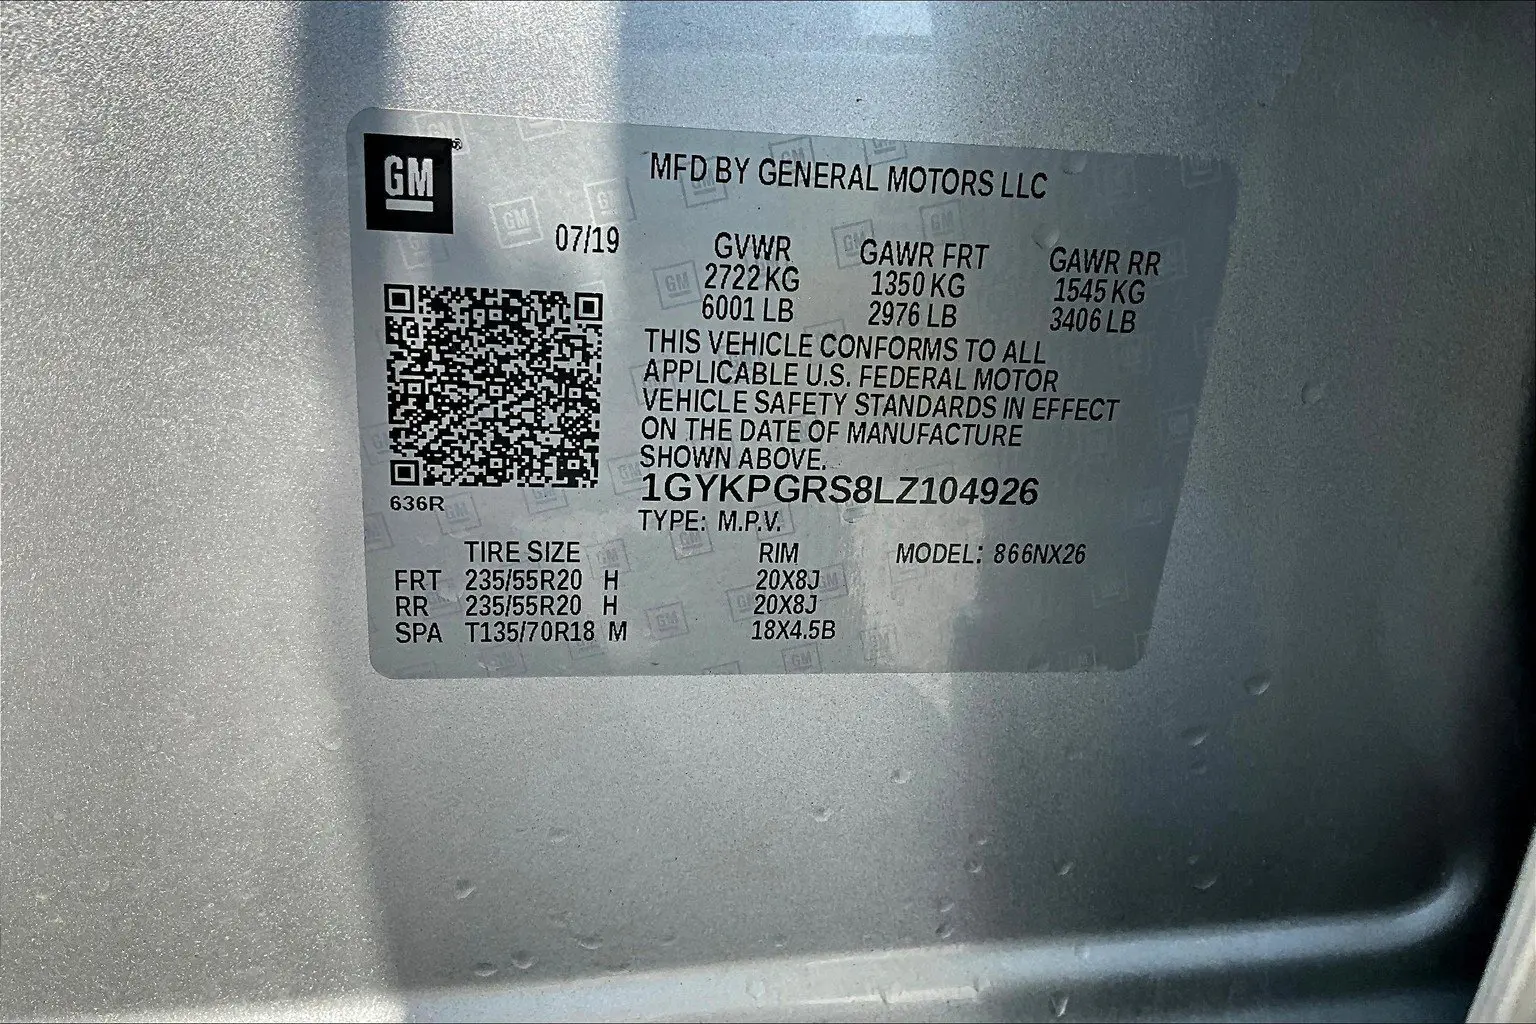 GM®
MFD BY GENERAL MOTORS LLC
07/19
GVWR GAWR FRT GAWR RR
2722 KG 1350 KG 1545 KG
6001 LB 2976 LB 3406 LB
THIS VEHICLE CONFORMS TO ALL
APPLICABLE U.S. FEDERAL MOTOR
VEHICLE SAFETY STANDARDS IN EFFECT
ON THE DATE OF MANUFACTURE
SHOWN ABOVE.
1GYKPGRS8LZ104926
636R
TYPE: M.P.V.
TIRE SIZE RIM MODEL: 866NX26
FRT 235/55R20 H 20X8J
RR 235/55R20 H 20X8J
SPA T135/70R18 M 18X4.5B